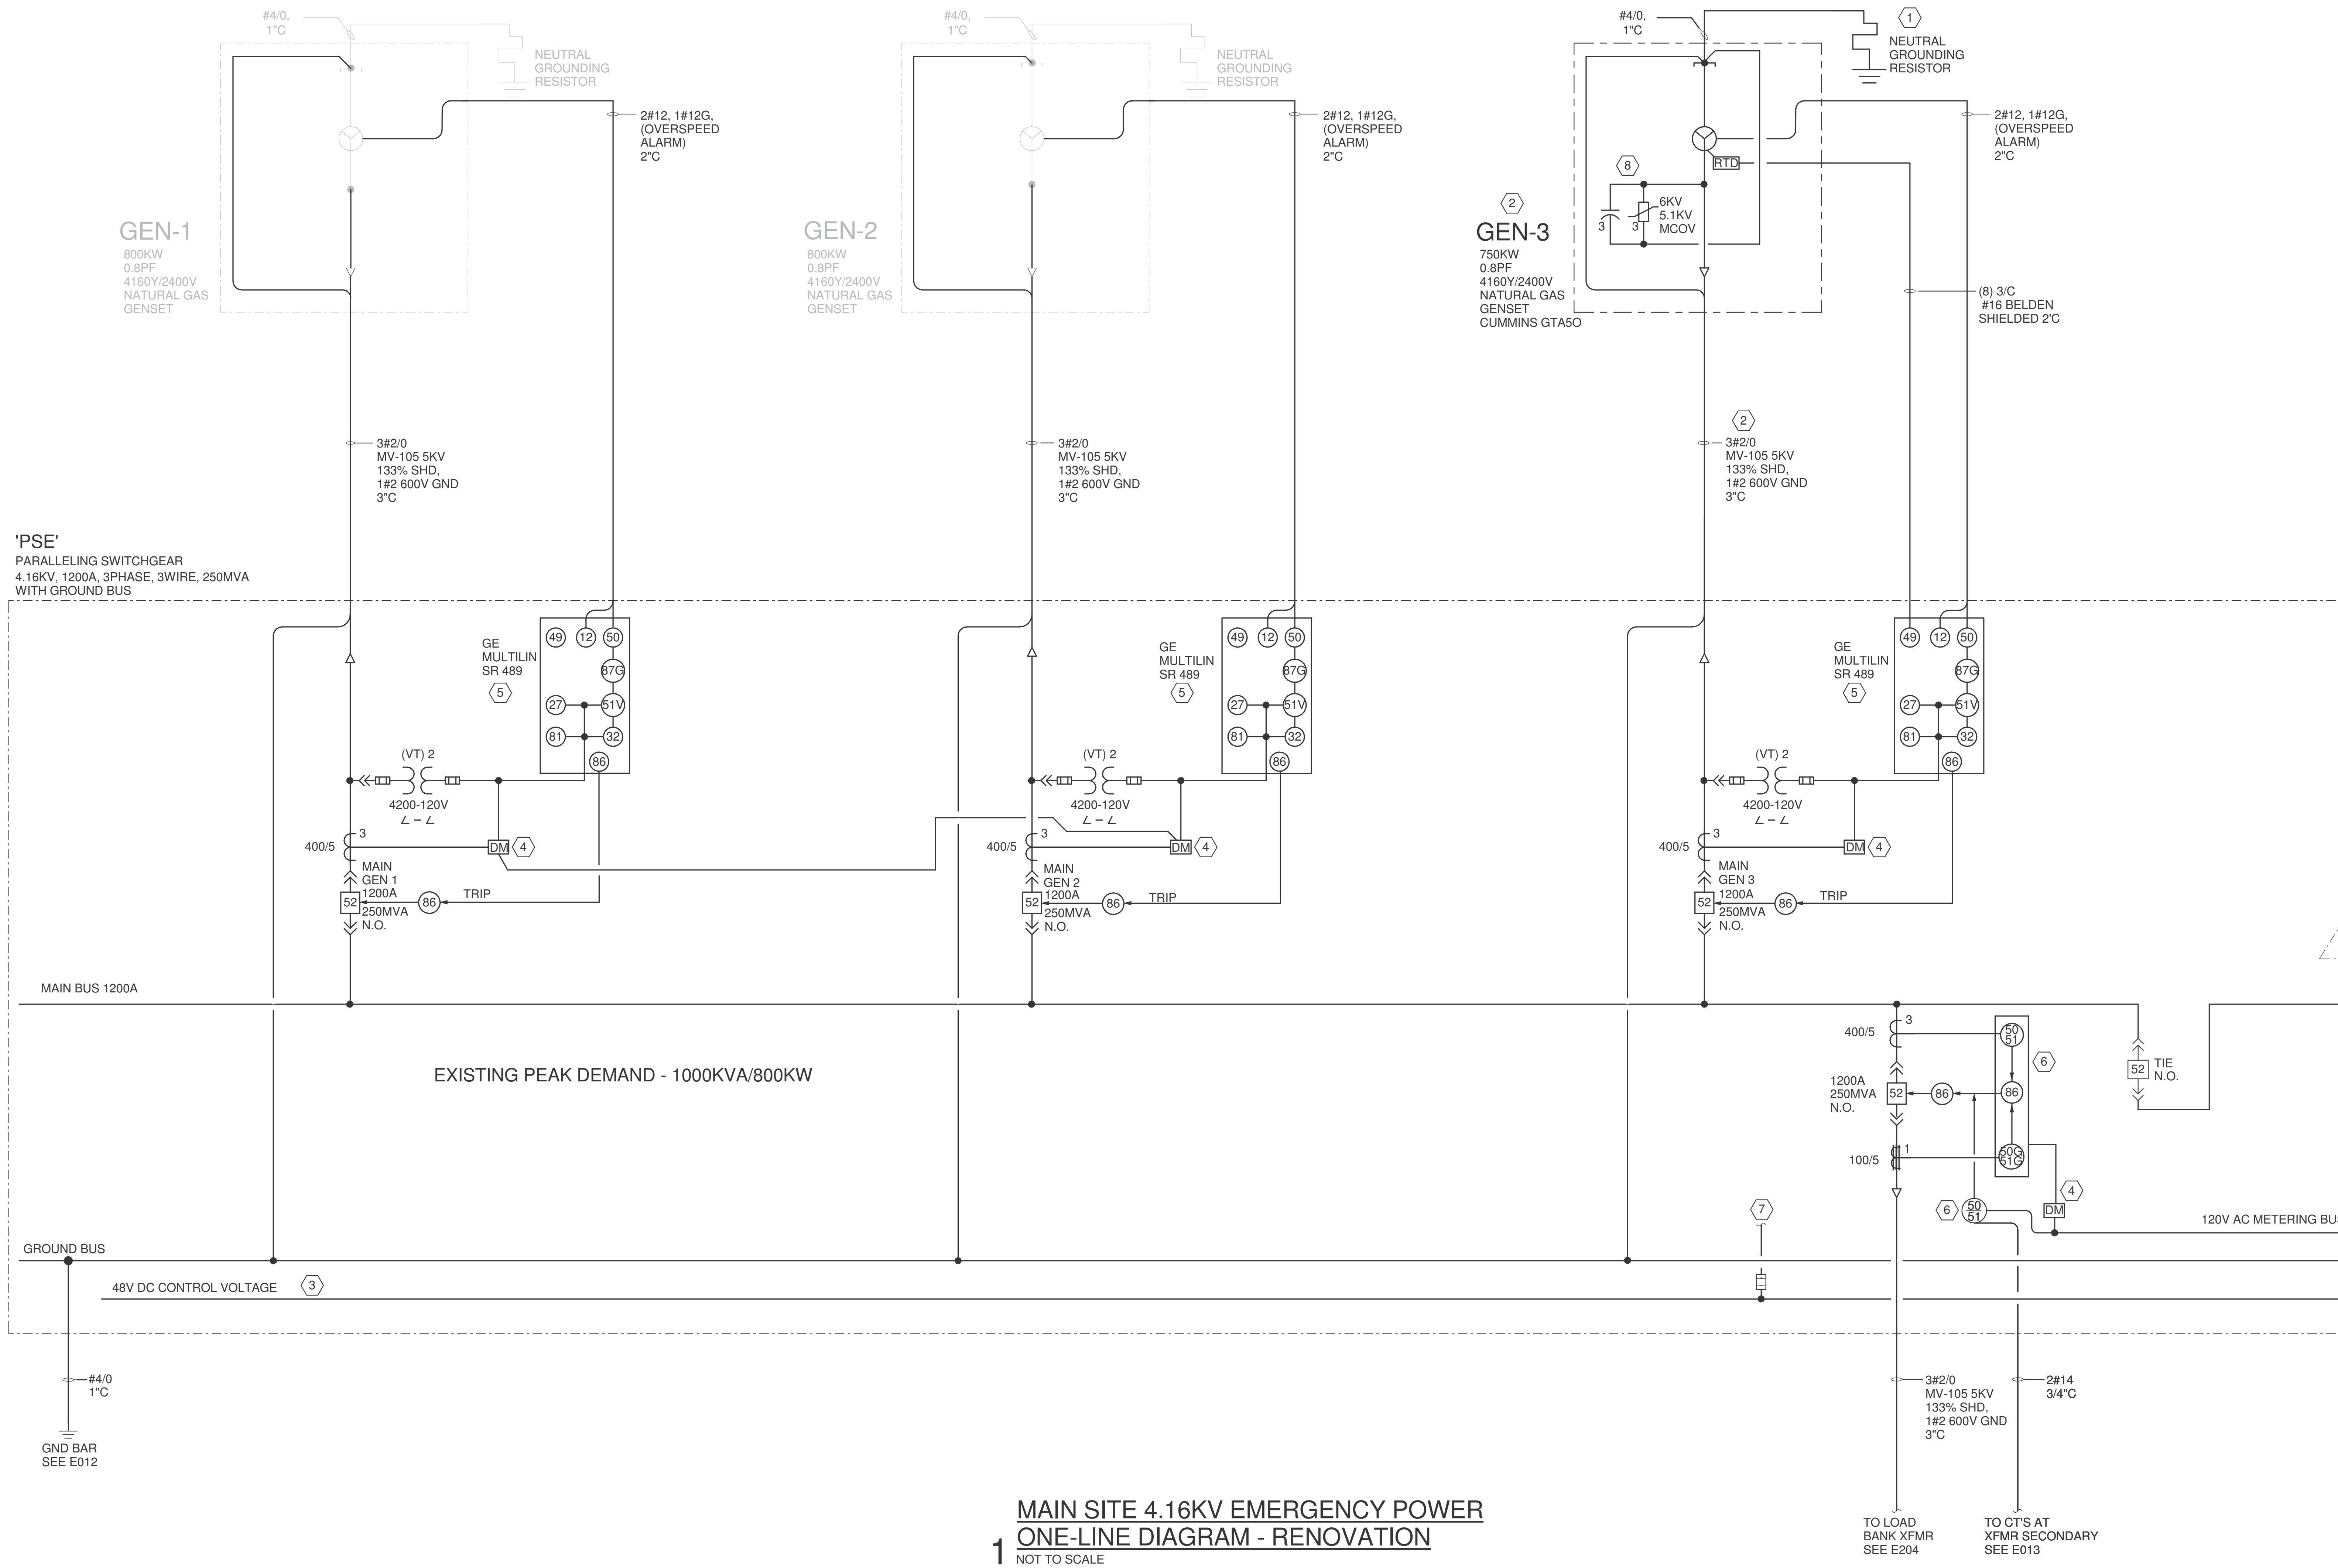 #4/0,
1"C
NEUTRAL
GROUNDING
RESISTOR
2#12, 1#12G,
(OVERSPEED
ALARM)
2"C
GEN-1
800KW
0.8PF
4160Y/2400V
NATURAL GAS
GENSET
3#2/0
MV-105 5KV
133% SHD,
1#2 600V GND
3"C
#4/0,
1"C
NEUTRAL
GROUNDING
RESISTOR
2#12, 1#12G,
(OVERSPEED
ALARM)
2"C
GEN-2
800KW
0.8PF
4160Y/2400V
NATURAL GAS
GENSET
3#2/0
MV-105 5KV
133% SHD,
1#2 600V GND
3"C
#4/0,
1"C
1
NEUTRAL
GROUNDING
RESISTOR
2#12, 1#12G,
(OVERSPEED
ALARM)
2"C
RTD
8
6KV
5.1KV
MCOV
3
3
2
GEN-3
750KW
0.8PF
4160Y/2400V
NATURAL GAS
GENSET
CUMMINS GTA5O
(8) 3/C
#16 BELDEN
SHIELDED 2'C
2
3#2/0
MV-105 5KV
133% SHD,
1#2 600V GND
3"C
'PSE'
PARALLELING SWITCHGEAR
4.16KV, 1200A, 3PHASE, 3WIRE, 250MVA
WITH GROUND BUS
GE
MULTILIN
SR 489
5
49
12
50
87G
27
51V
81
32
86
(VT) 2
4200-120V
3
400/5
DM
4
MAIN
GEN 1
1200A
52
250MVA
N.O.
86
TRIP
GE
MULTILIN
SR 489
5
49
12
50
87G
27
51V
81
32
86
(VT) 2
4200-120V
3
400/5
DM
4
MAIN
GEN 2
1200A
52
250MVA
N.O.
86
TRIP
GE
MULTILIN
SR 489
5
49
12
50
87G
27
51V
81
32
86
(VT) 2
4200-120V
3
400/5
DM
4
MAIN
GEN 3
1200A
52
250MVA
N.O.
86
TRIP
MAIN BUS 1200A
EXISTING PEAK DEMAND - 1000KVA/800KW
400/5
3
50
51
6
1200A
250MVA
N.O.
52
86
86
52
TIE
N.O.
100/5
1
50G
51G
4
6
50
51
DM
7
120V AC METERING BUS
GROUND BUS
48V DC CONTROL VOLTAGE
3
#4/0
1"C
GND BAR
SEE E012
3#2/0
MV-105 5KV
133% SHD,
1#2 600V GND
3"C
2#14
3/4"C
TO LOAD
BANK XFMR
SEE E204
TO CT'S AT
XFMR SECONDARY
SEE E013
1
MAIN SITE 4.16KV EMERGENCY POWER
ONE-LINE DIAGRAM - RENOVATION
NOT TO SCALE